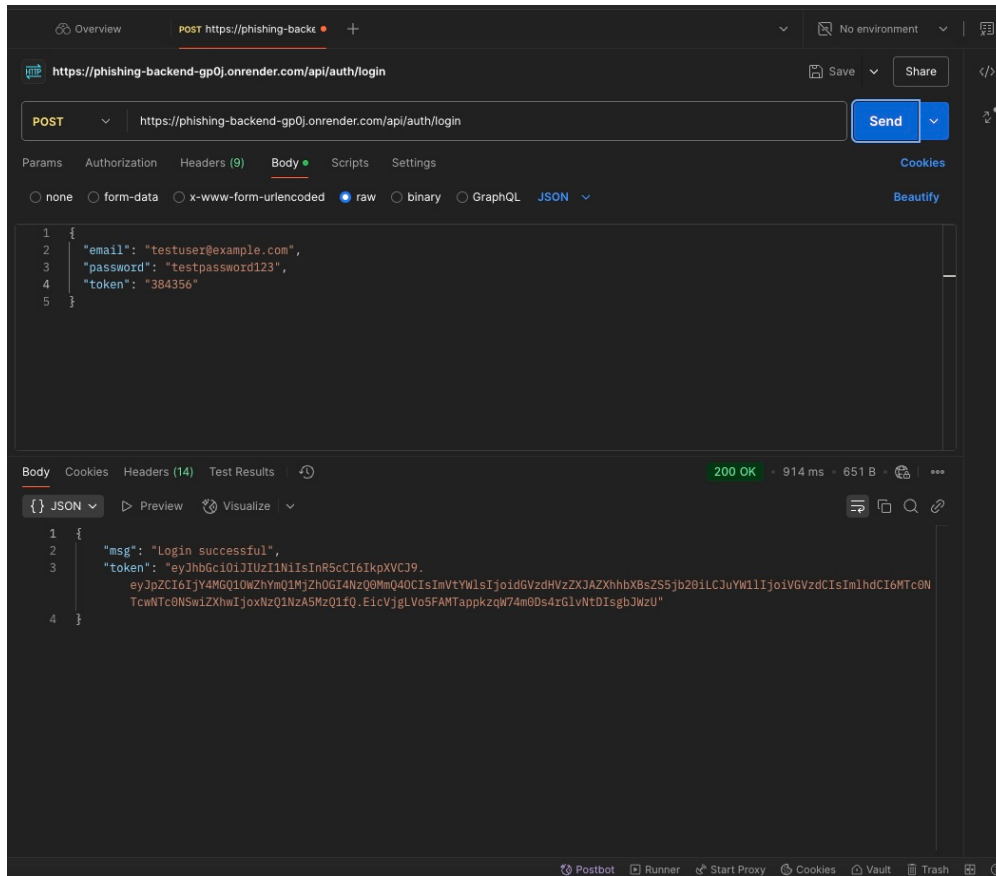 Overview
POST https://phishing-backe
No environment
HTTP https://phishing-backend-gp0j.onrender.com/api/auth/login
Save
Share
POST
https://phishing-backend-gp0j.onrender.com/api/auth/login
Send
Params Authorization Headers (9) Body Scripts Settings
Cookies
none form-data x-www-form-urlencoded raw binary GraphQL JSON
Beautify
1 {
2 "email": "testuser@example.com",
3 "password": "testpassword123",
4 "token": "384356"
5 }
Body Cookies Headers (14) Test Results
200 OK 914 ms 651 B
{} JSON Preview Visualize
1 {
2 "msg": "Login successful",
3 "token": "eyJhbGciOiJIUzI1NiIsInR5cCI6IkpXVCJ9.
eyJpZCI6IjY4MGQ1OWZhYmQ1MjZhOGI4NzQ0MmQ4OCIsImVtYWlsIjoidGVzdHVzZXJAZXhhbXBsZS5jb20iLCJuYW1lIjoiVGVzdCIsImlhdCI6MTc0N
TcwNTc0NSwiZXhwIjoxNzQ1NzA5MzQ1fQ.EicVjgLVo5FAMTappkzqW74m0Ds4rGlvNtDIsgbJWzU"
4 }
Postbot Runner Start Proxy Cookies Vault Trash